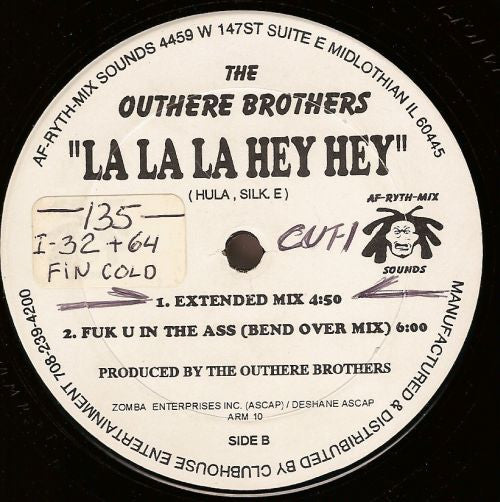 AF-RYTH-MIX SOUNDS 4459 W 147ST SUITE E MIDLOTHIAN IL 60445
THE
OUTHERE BROTHERS
"LA LA LA HEY HEY"
( HULA , SILK. E )
—135—
I-32 + 64
FIN COLD
CUT 1
AF-RYTH-MIX
SOUNDS
1. EXTENDED MIX 4:50
2. FUK U IN THE ASS (BEND OVER MIX) 6:00
PRODUCED BY THE OUTHERE BROTHERS
ZOMBA ENTERPRISES INC. (ASCAP) / DESHANE ASCAP
ARM 10
SIDE B
MANUFACTURED & DISTRIBUTED BY CLUBHOUSE ENTERTAINMENT 708-239-4200